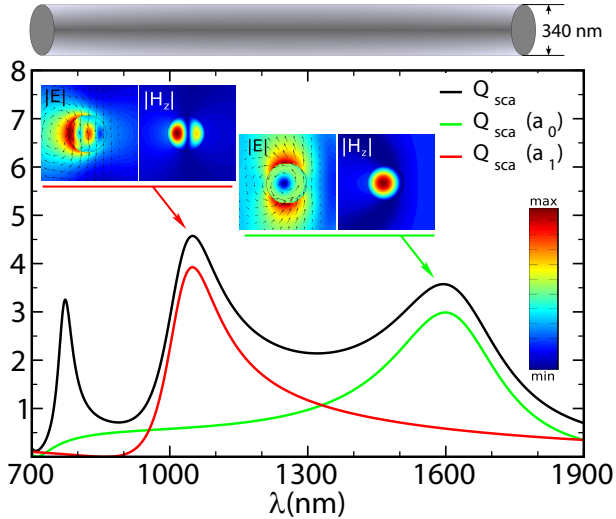 340 nm
8
7
6
5
4
3
2
1
|E|
|H_z|
|E|
|H_z|
Q_sca
Q_sca (a_0)
Q_sca (a_1)
max
min
700 1000 1300 1600 1900
λ(nm)